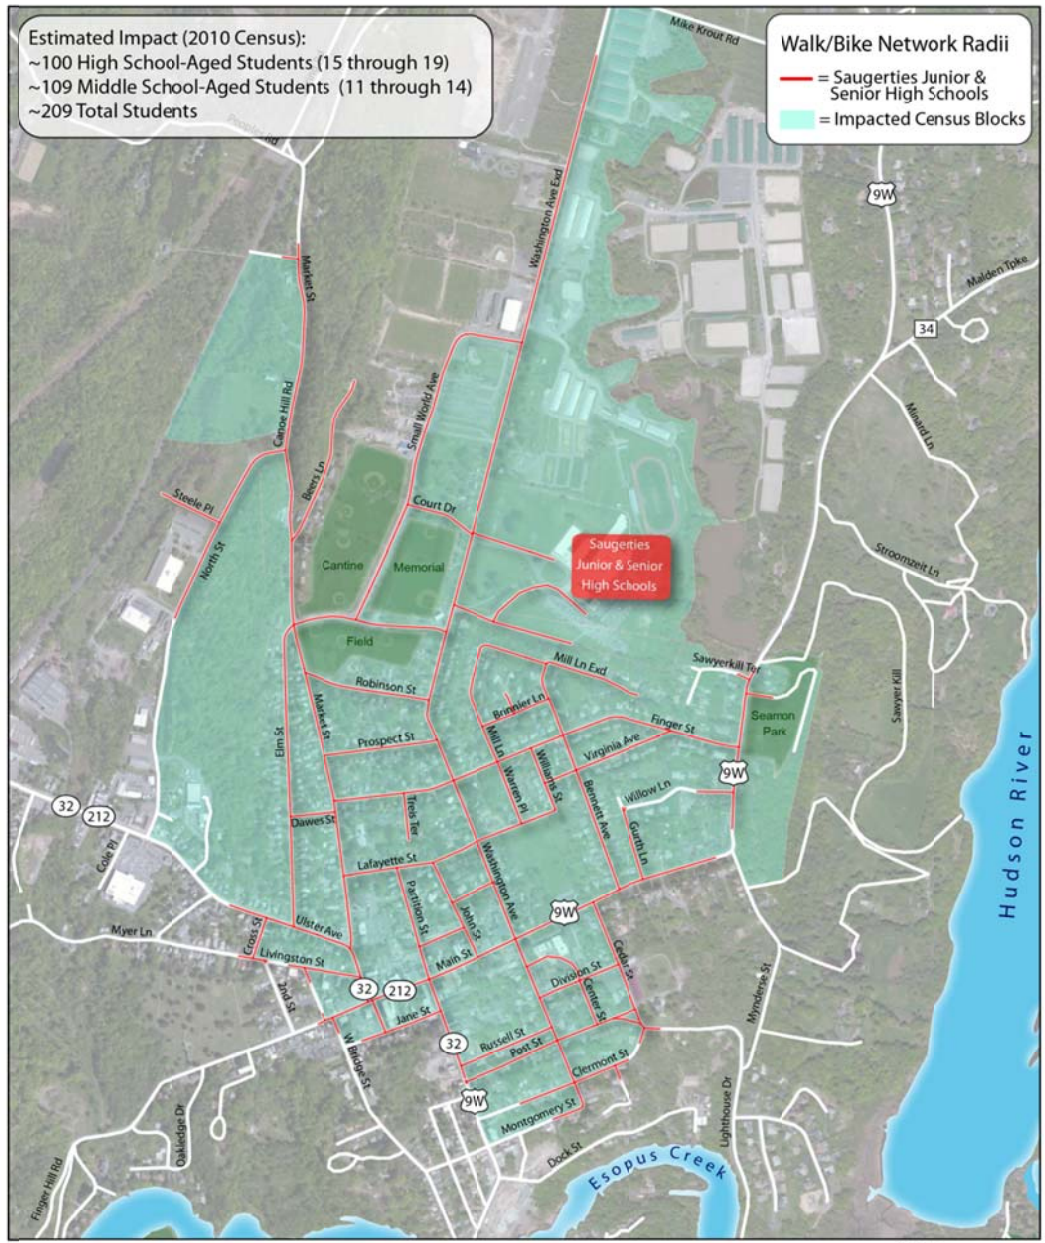 Estimated Impact (2010 Census):
~100 High School-Aged Students (15 through 19)
~109 Middle School-Aged Students (11 through 14)
~209 Total Students
Walk/Bike Network Radii
= Saugerties Junior &
Senior High Schools
= Impacted Census Blocks
Mike Krout Rd
9W
Malden Tpke
34
Washington Ave Exd
Market St
Small World Ave
Canoe Hill Rd
Minard Ln
Beers Ln
Steele Pl
Court Dr
North St
Cantine
Memorial
Saugerties
Junior & Senior
High Schools
Stroomzeit Ln
Field
Mill Ln Exd
Sawyerkill Ter
Sawyer Kill
Robinson St
Brinnier Ln
Finger St
Seamon
Park
Elm St
Market St
Prospect St
Mill Ln
Virginia Ave
Williams St
Warren Pl
9W
Willow Ln
Bennett Ave
32
212
Dawes St
Treis Ter
Gurth Ln
Hudson River
Cole Pl
Lafayette St
Washington Ave
Partition St
John St
9W
Myer Ln
Cross St
Ulster Ave
Livingston St
Main St
Cedar St
Division St
Center St
2nd St
32
212
Jane St
Mynderse St
W Bridge St
32
Russell St
Post St
Clermont St
9W
Montgomery St
Lighthouse Dr
Oakledge Dr
Dock St
Esopus Creek
Finger Hill Rd